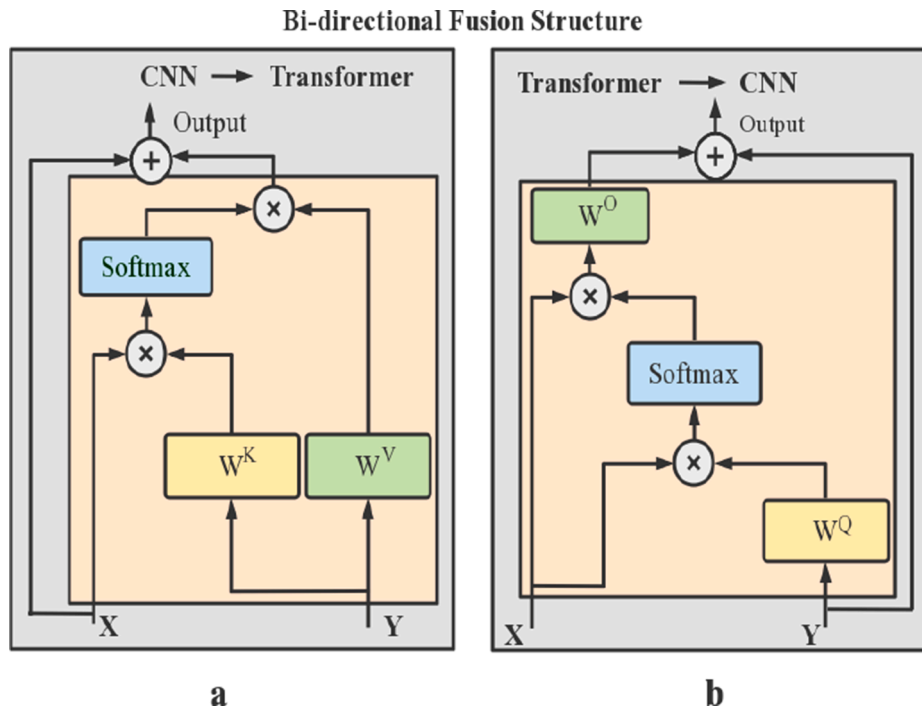 Bi-directional Fusion Structure
CNN → Transformer
Output
+
×
Softmax
×
W^K W^V
X Y
a
Transformer → CNN
Output
+
W^O
×
Softmax
×
W^Q
X Y
b